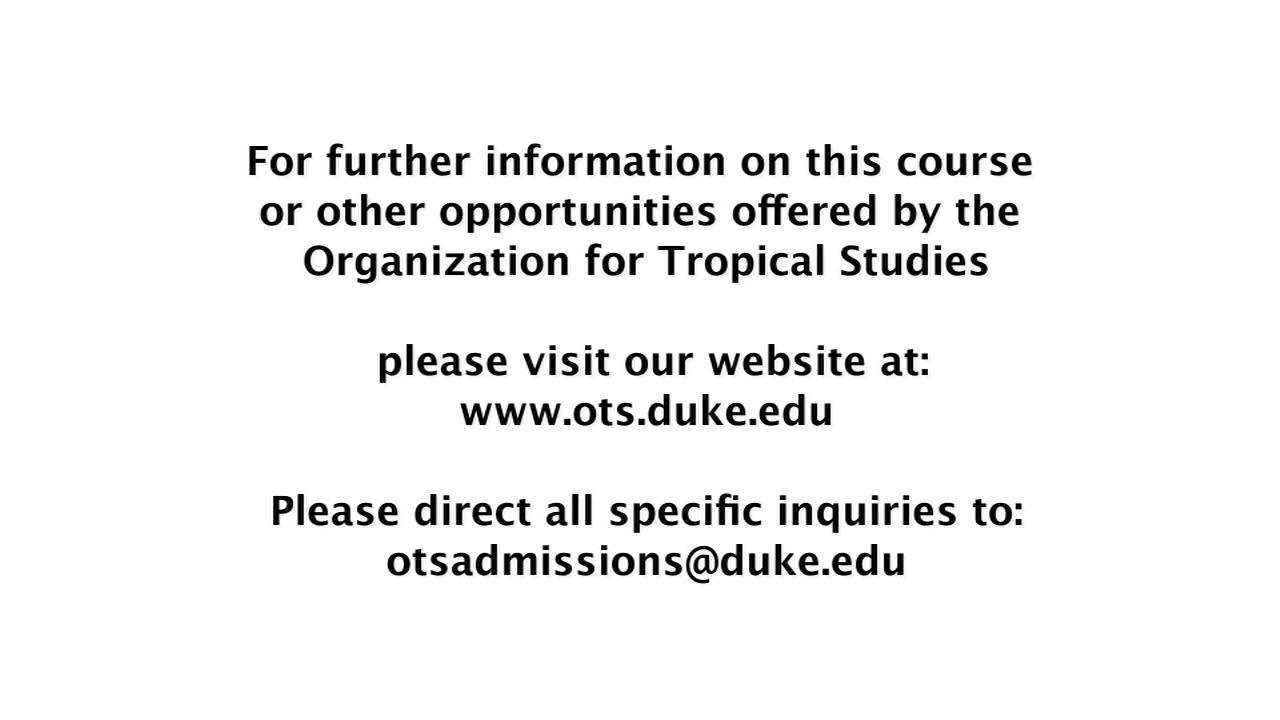 For further information on this course
or other opportunities offered by the
Organization for Tropical Studies
please visit our website at:
www.ots.duke.edu
Please direct all specific inquiries to:
otsadmissions@duke.edu